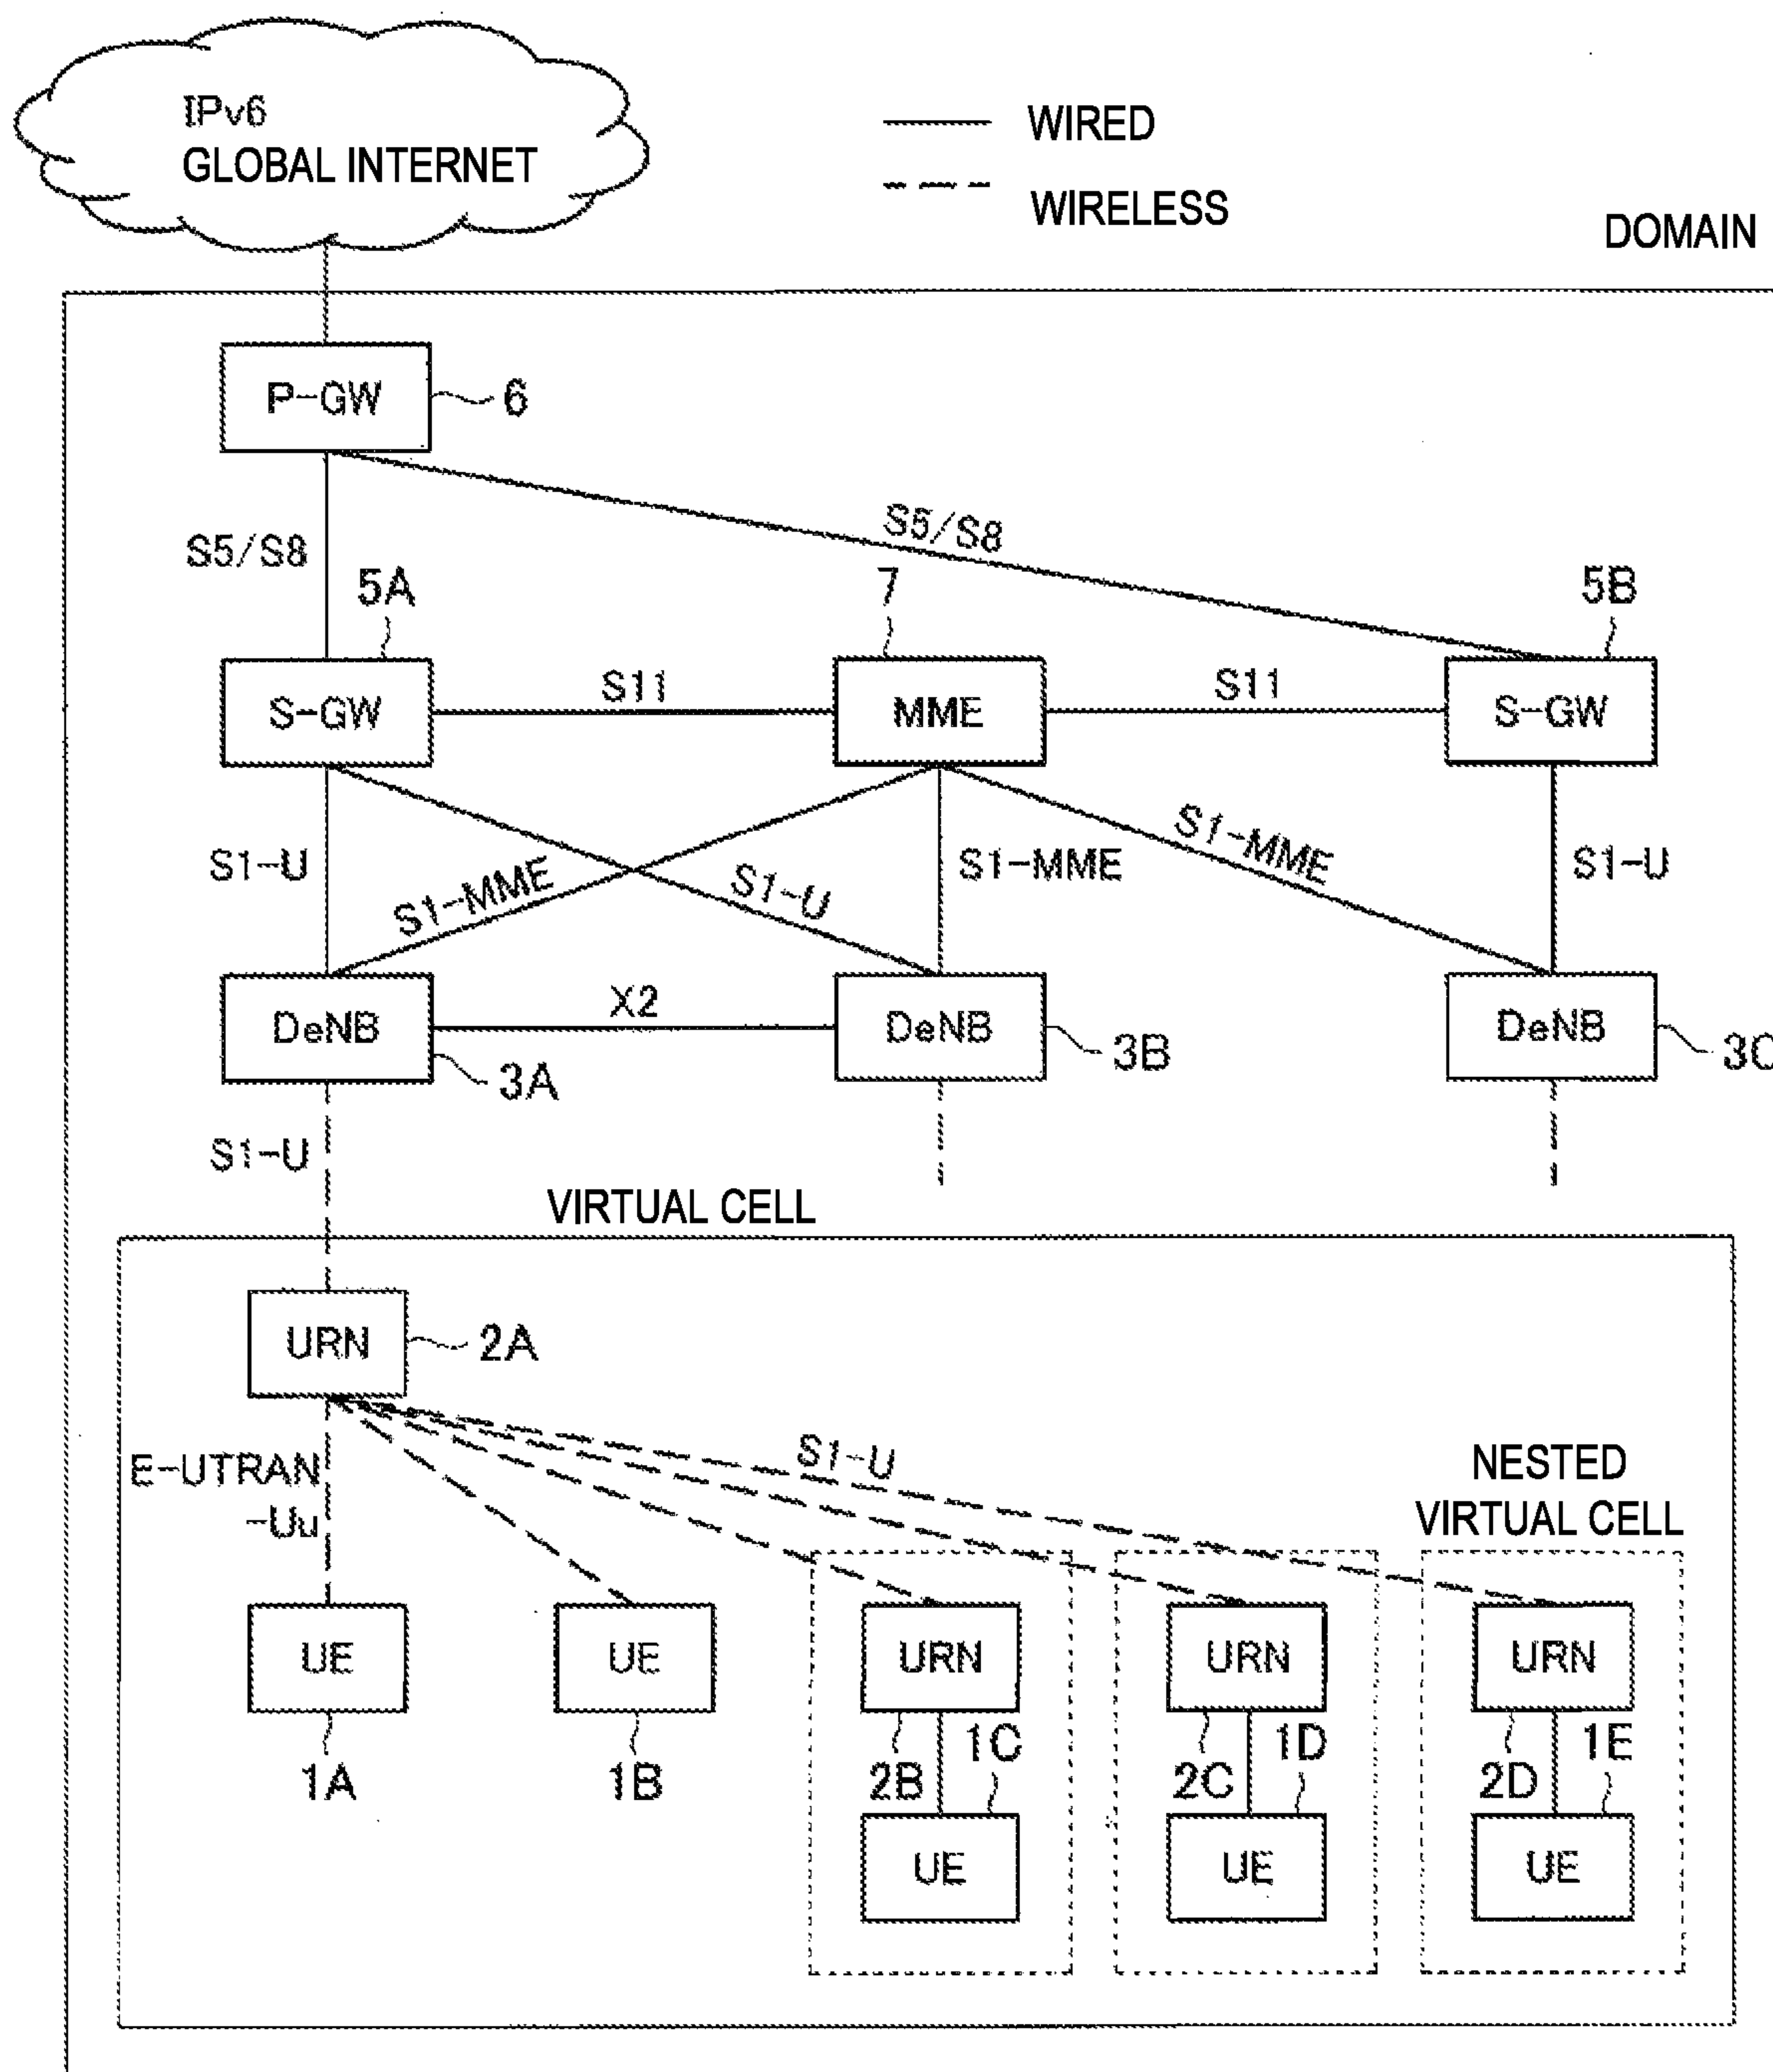 IPv6
GLOBAL INTERNET
WIRED
WIRELESS
DOMAIN
P-GW
6
S5/S8
S5/S8
5A
7
5B
S-GW
S11
MME
S11
S-GW
S1-U
S1-MME
S1-U
S1-MME
S1-MME
S1-U
DeNB
X2
DeNB
DeNB
3A
3B
3C
S1-U
VIRTUAL CELL
URN
2A
E-UTRAN
-Uu
S1-U
NESTED
VIRTUAL CELL
UE
UE
URN
URN
URN
1A
1B
2B
1C
2C
1D
2D
1E
UE
UE
UE